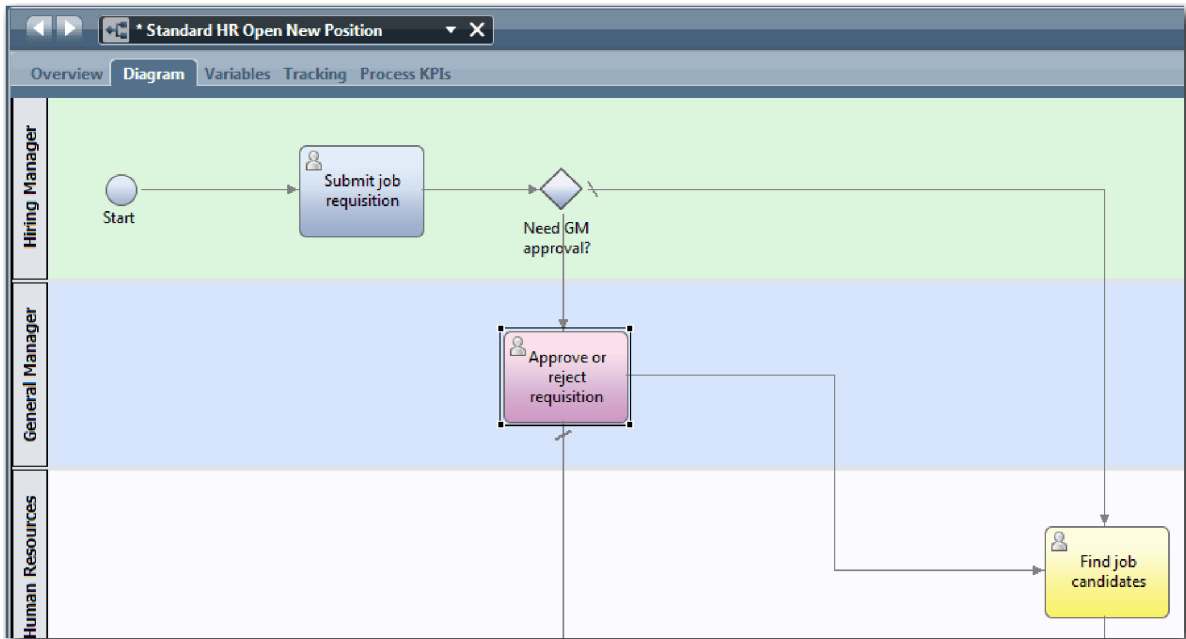 * Standard HR Open New Position
Overview Diagram Variables Tracking Process KPIs
Hiring Manager
Start
Submit job
requisition
Need GM
approval?
General Manager
Approve or
reject
requisition
Human Resources
Find job
candidates